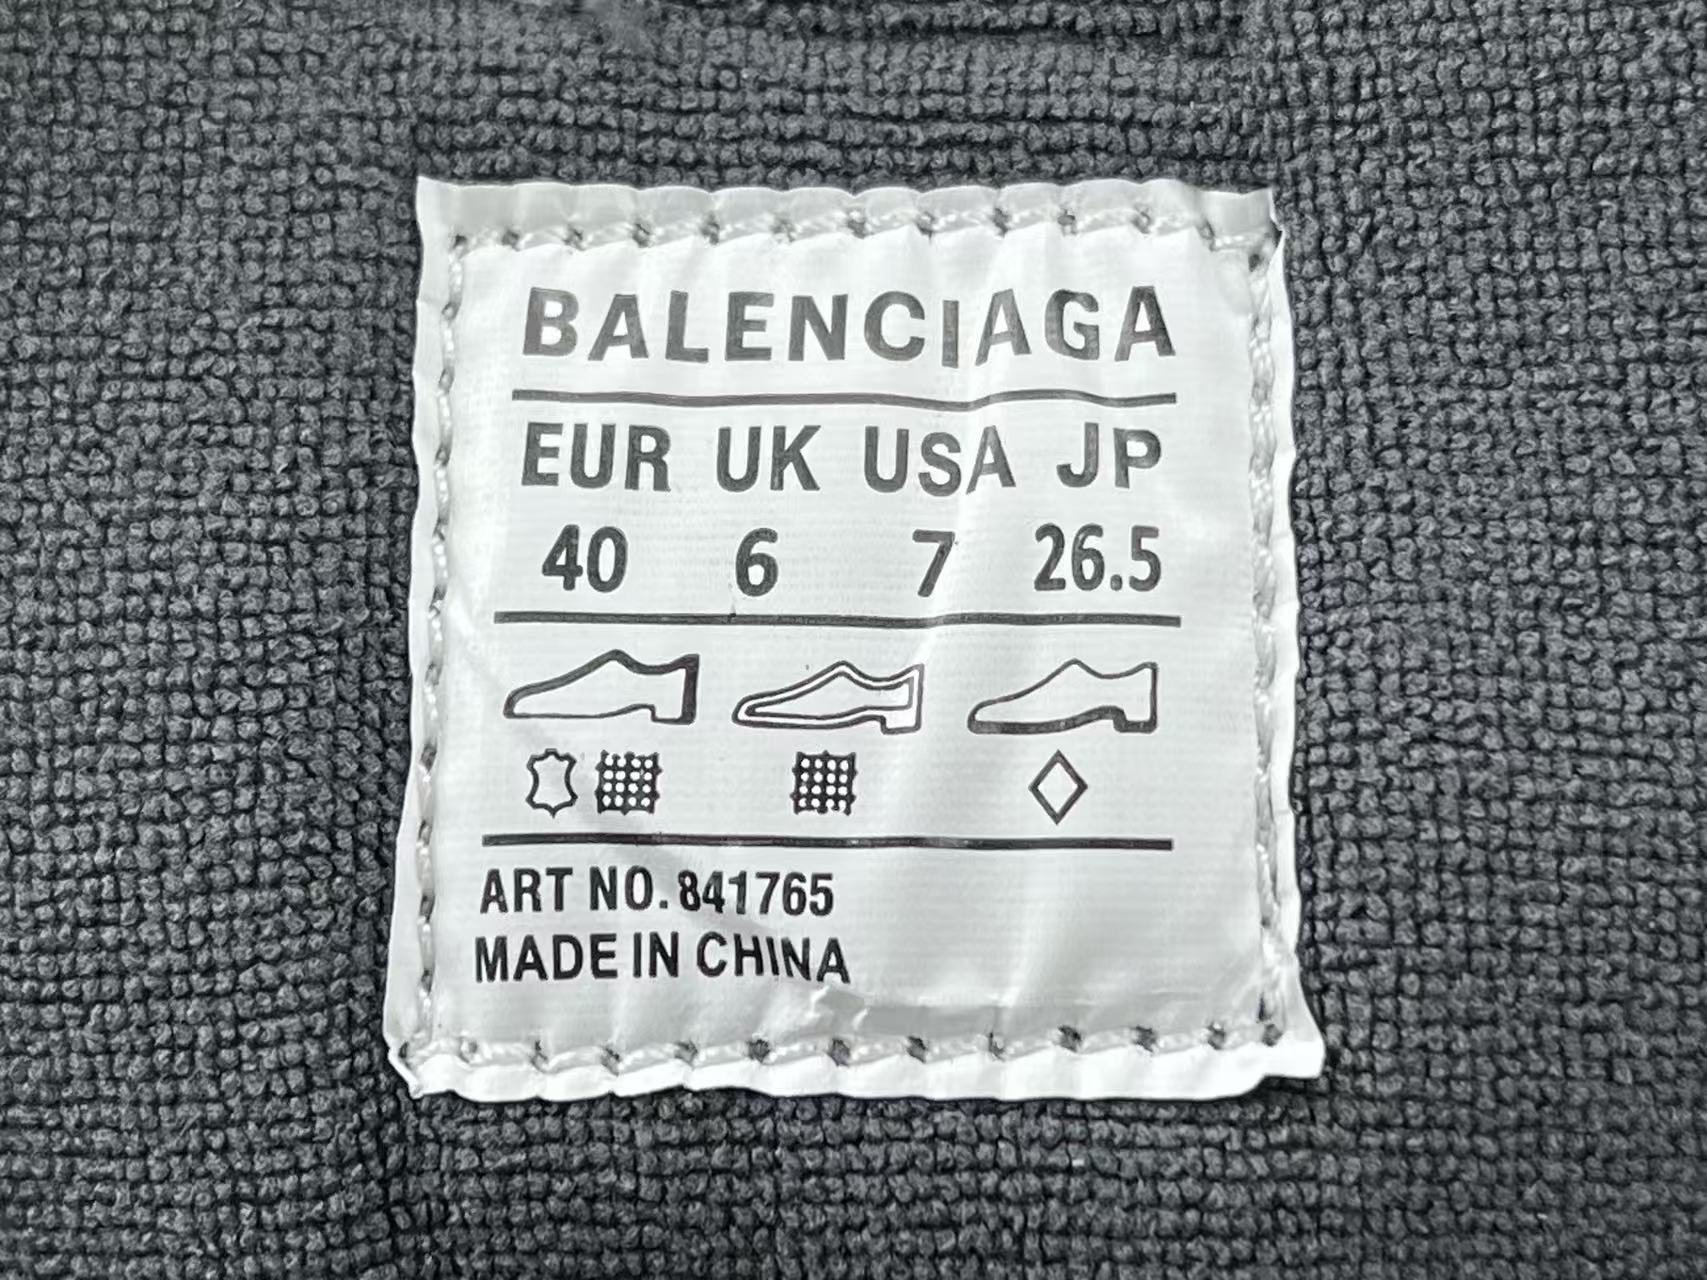 BALENCIAGA
EUR UK USA JP
40 6 7 26.5
ART NO. 841765
MADE IN CHINA